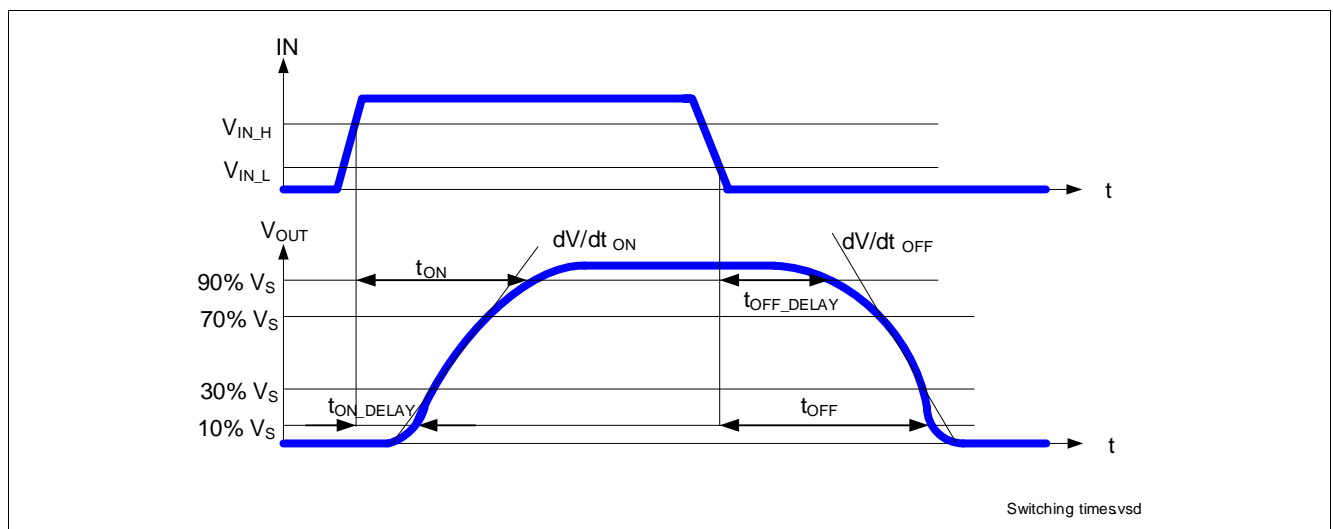 IN
V_IN_H
V_IN_L
t
V_OUT
dV/dt ON
dV/dt OFF
90% V_S
t_ON
t_OFF_DELAY
70% V_S
30% V_S
t_ON_DELAY
t_OFF
10% V_S
t
Switching times.vsd